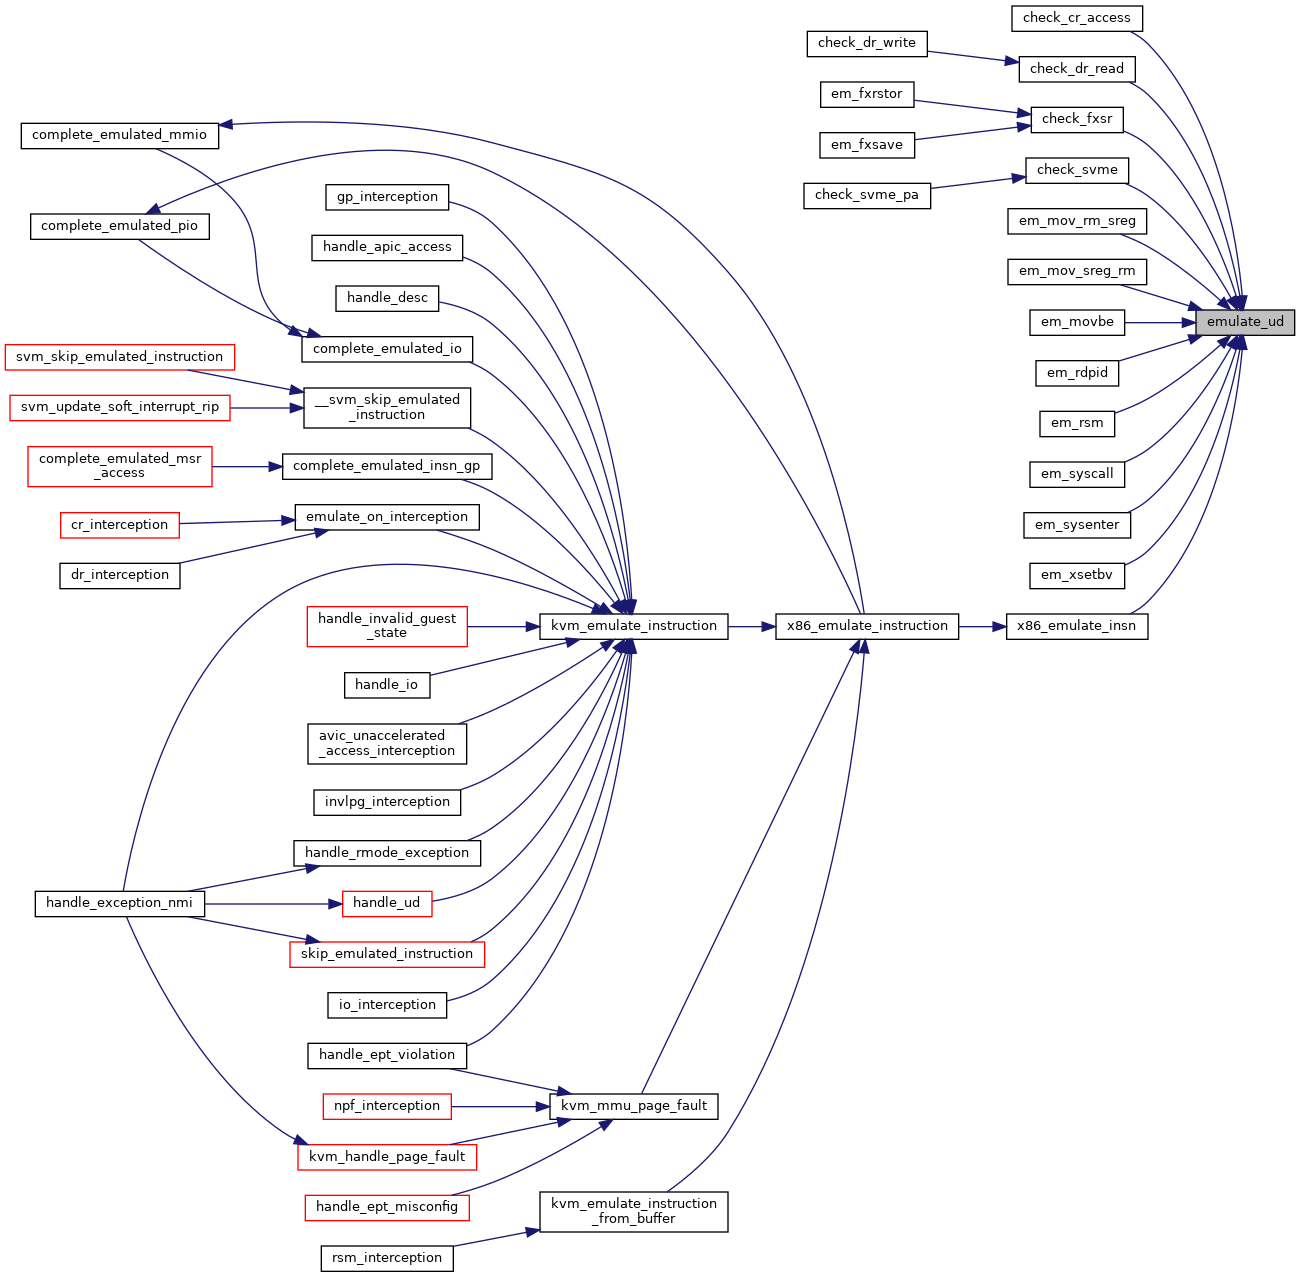 check_cr_access
check_dr_write
check_dr_read
em_fxrstor
check_fxsr
complete_emulated_mmio
em_fxsave
check_svme
gp_interception
check_svme_pa
em_mov_rm_sreg
complete_emulated_pio
handle_apic_access
em_mov_sreg_rm
handle_desc
em_movbe
emulate_ud
svm_skip_emulated_instruction
complete_emulated_io
em_rdpid
svm_update_soft_interrupt_rip
__svm_skip_emulated
_instruction
em_rsm
complete_emulated_msr
_access
complete_emulated_insn_gp
em_syscall
cr_interception
emulate_on_interception
em_sysenter
dr_interception
em_xsetbv
handle_invalid_guest
_state
kvm_emulate_instruction
x86_emulate_instruction
x86_emulate_insn
handle_io
avic_unaccelerated
_access_interception
invlpg_interception
handle_rmode_exception
handle_exception_nmi
handle_ud
skip_emulated_instruction
io_interception
handle_ept_violation
npf_interception
kvm_mmu_page_fault
kvm_handle_page_fault
handle_ept_misconfig
kvm_emulate_instruction
_from_buffer
rsm_interception